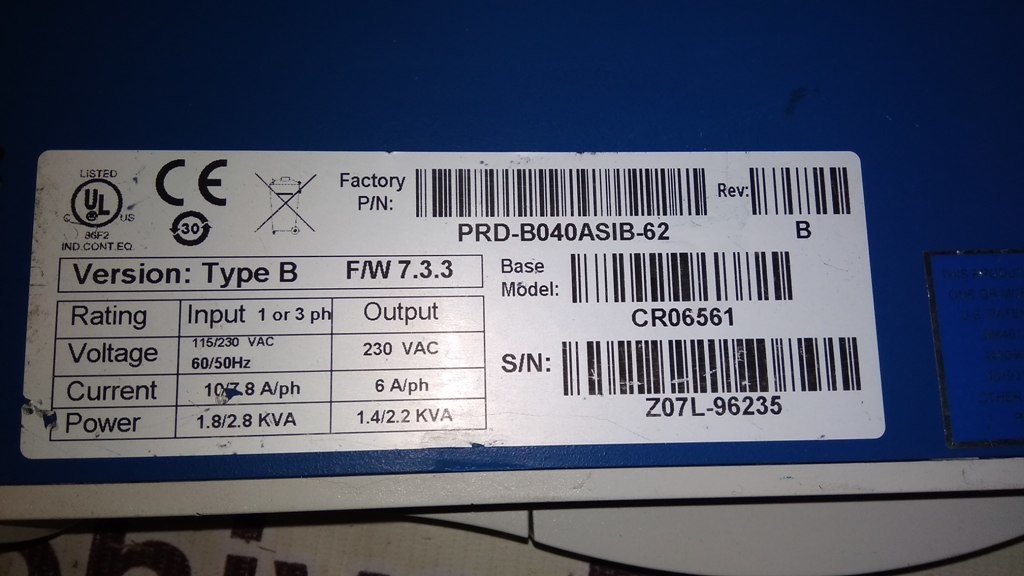 LISTED
UL
C US
86F2
IND.CONT.EQ.
CE
30
Factory
P/N:
PRD-B040ASIB-62
Rev:
B
Version: Type B F/W 7.3.3
Base
Model:
CR06561
Rating Input 1 or 3 ph Output
Voltage 115/230 VAC 60/50Hz 230 VAC
Current 10/7.8 A/ph 6 A/ph
Power 1.8/2.8 KVA 1.4/2.2 KVA
S/N:
Z07L-96235